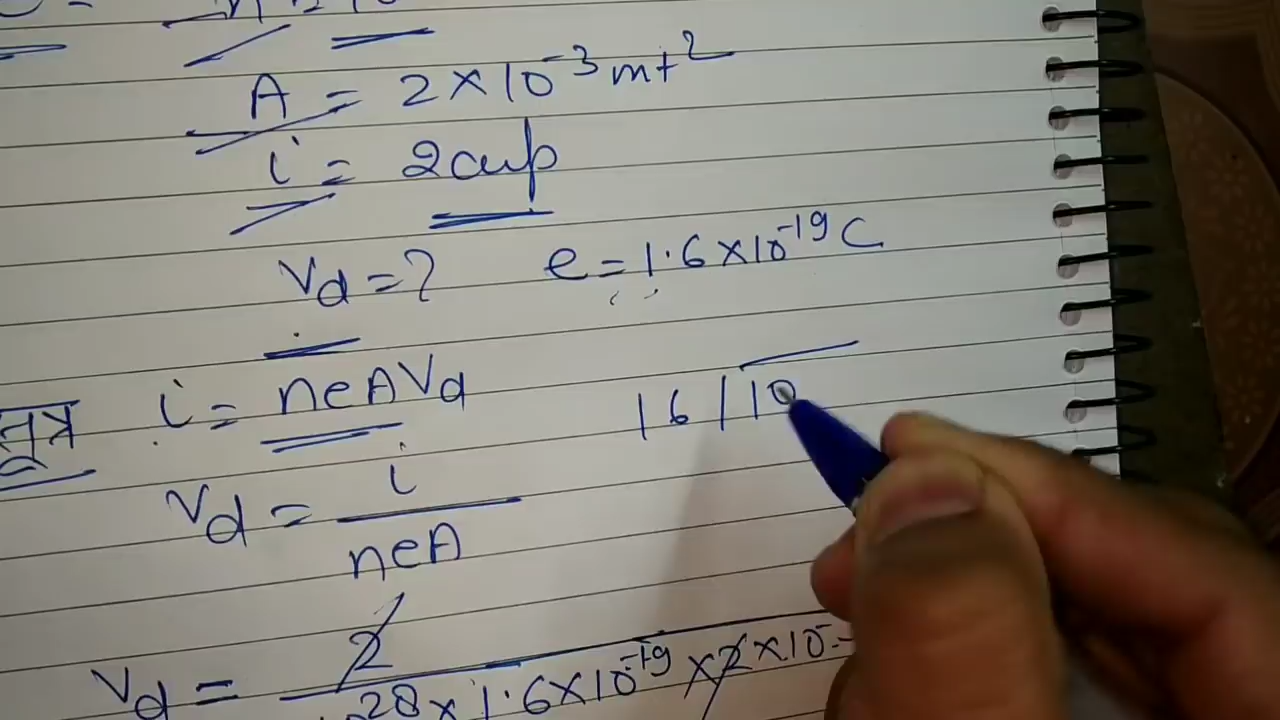 A = 2×10⁻³ mt²
i = 2amp
Vd = ? e = 1.6×10⁻¹⁹ C
सूत्र i = neAVd
16/10
Vd = i/neA
Vd = 2/28×1.6×10⁻¹⁹×2×10⁻